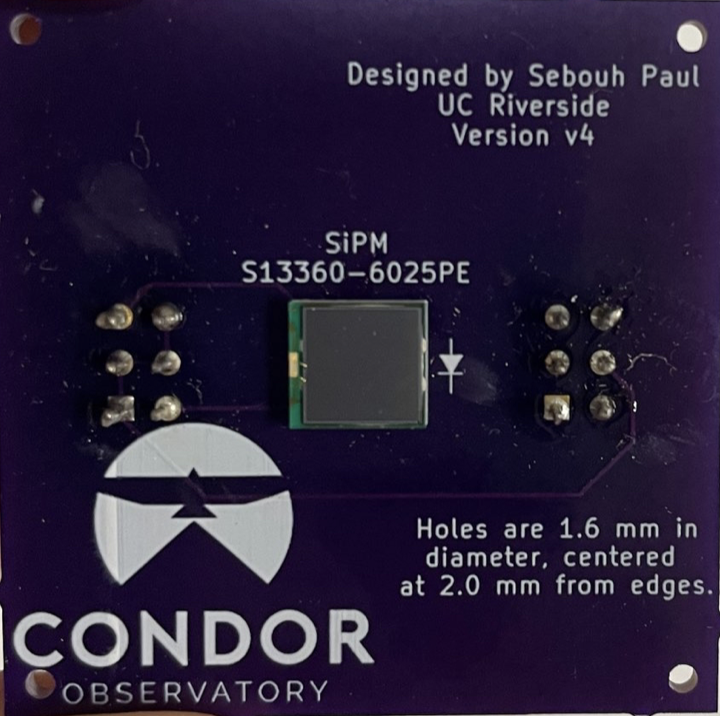 Designed by Sebouh Paul
UC Riverside
Version v4
SiPM
S13360-6025PE
Holes are 1.6 mm in
diameter, centered
at 2.0 mm from edges.
CONDOR
OBSERVATORY